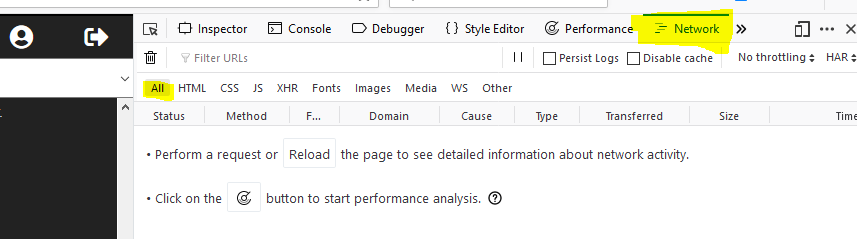 Inspector Console Debugger { } Style Editor Performance Network »
Filter URLs Persist Logs Disable cache No throttling HAR
All HTML CSS JS XHR Fonts Images Media WS Other
Status Method F... Domain Cause Type Transferred Size Time
• Perform a request or Reload the page to see detailed information about network activity.
• Click on the button to start performance analysis. ?